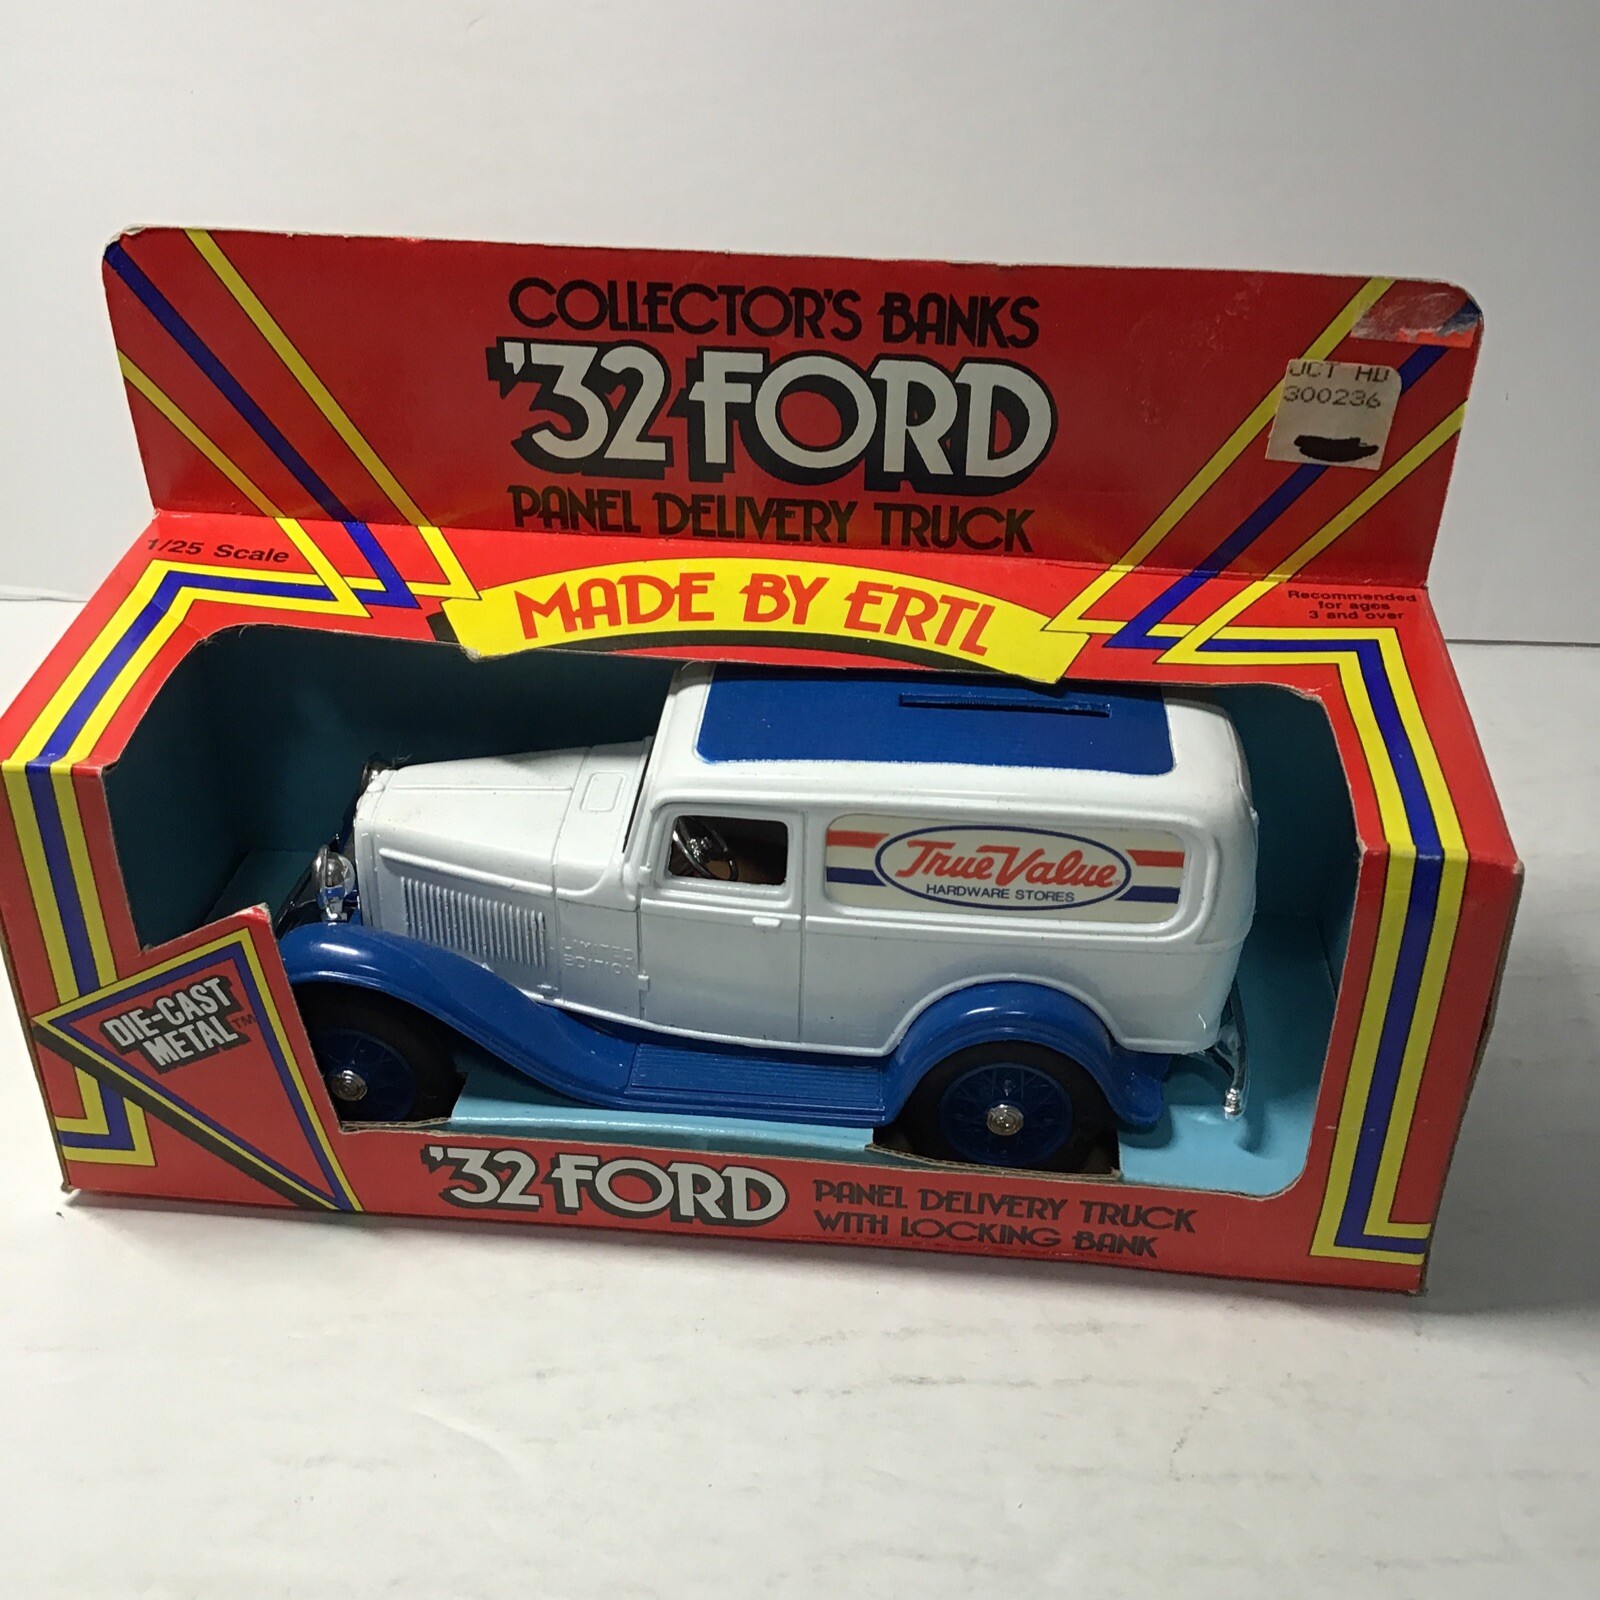 COLLECTOR'S BANKS
'32 FORD
PANEL DELIVERY TRUCK
JCT HD
300236
1/25 Scale
MADE BY ERTL
Recommended
for ages
3 and over
True Value
HARDWARE STORES
LIMITED
EDITION
DIE-CAST
METAL™
'32 FORD
PANEL DELIVERY TRUCK
WITH LOCKING BANK